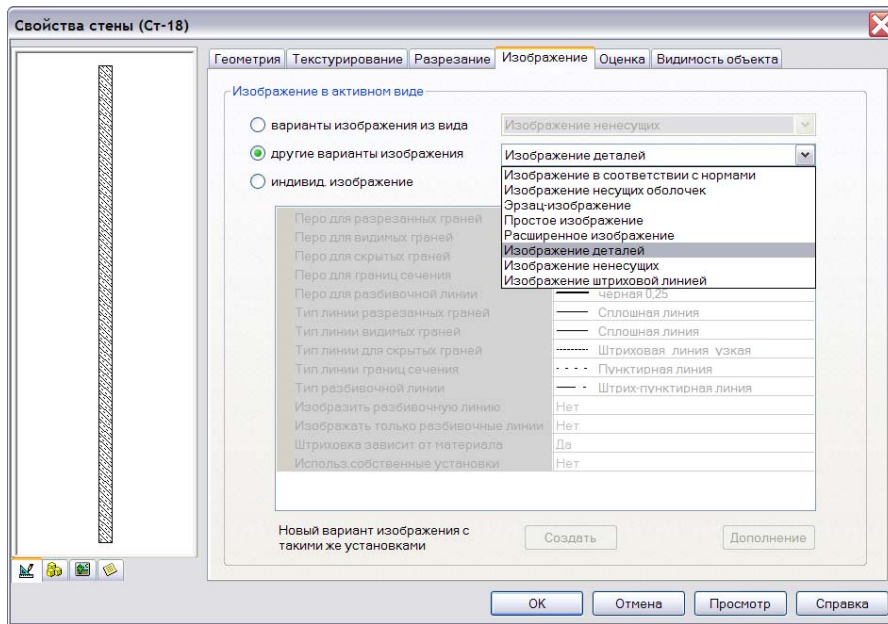 Свойства стены (Ст-18)
Геометрия Текстурирование Разрезание Изображение Оценка Видимость объекта
Изображение в активном виде
варианты изображения из вида Изображение ненесущих
другие варианты изображения Изображение деталей
индивид. изображение
Изображение в соответствии с нормами
Изображение несущих оболочек
Эрзац-изображение
Простое изображение
Расширенное изображение
Изображение деталей
Изображение ненесущих
Изображение штриховой линией
Перо для разрезанных граней
Перо для видимых граней
Перо для скрытых граней
Перо для границ сечения
Перо для разбивочной линии черная 0,25
Тип линии разрезанных граней Сплошная линия
Тип линии видимых граней Сплошная линия
Тип линии для скрытых граней Штриховая линия узкая
Тип линии границ сечения Пунктирная линия
Тип разбивочной линии Штрих-пунктирная линия
Изобразить разбивочную линию Нет
Изображать только разбивочные линии Нет
Штриховка зависит от материала Да
Использ.собственные установки Нет
Новый вариант изображения с
такими же установками
Создать Дополнение
OK Отмена Просмотр Справка